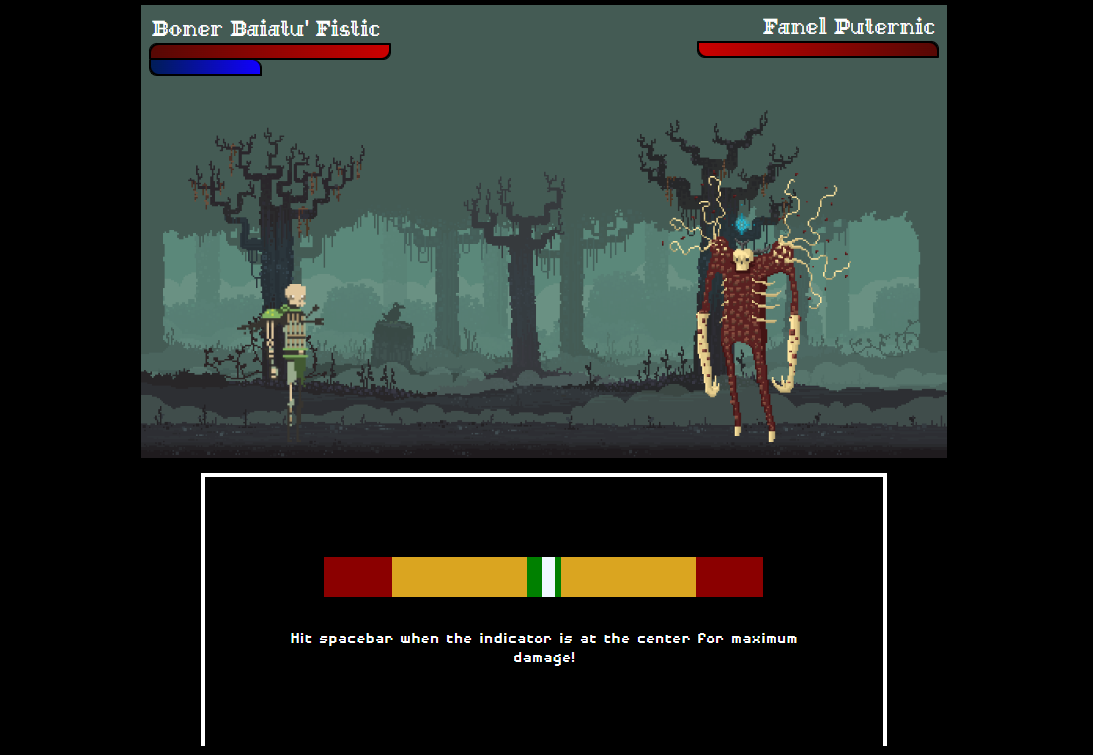 Boner Baiatu' Fistic
Fanel Puternic
Hit spacebar when the indicator is at the center for maximum
damage!